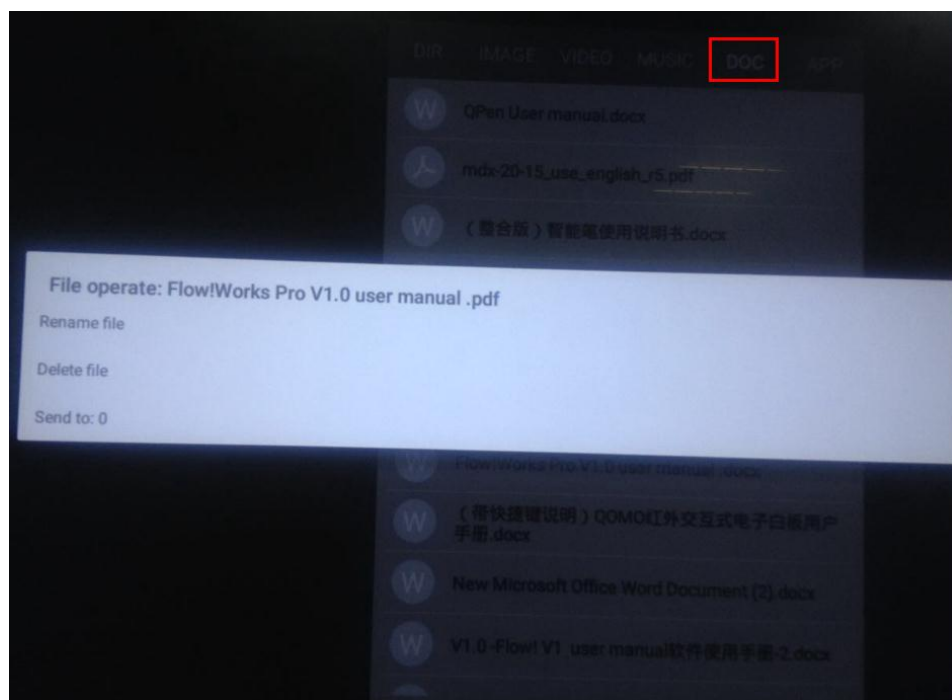 DIR IMAGE VIDEO MUSIC DOC APP
QPen User manual.docx
mdx-20-15_use_english_r5.pdf
（整合版）智能笔使用说明书.docx
File operate: Flow!Works Pro V1.0 user manual .pdf
Rename file
Delete file
Send to: 0
Flow!Works Pro V1.0 user manual .docx
（带快捷键说明）QOMO红外交互式电子白板用户
手册.docx
New Microsoft Office Word Document (2).docx
V1.0 -Flow! V1 user manual软件使用手册-2.docx